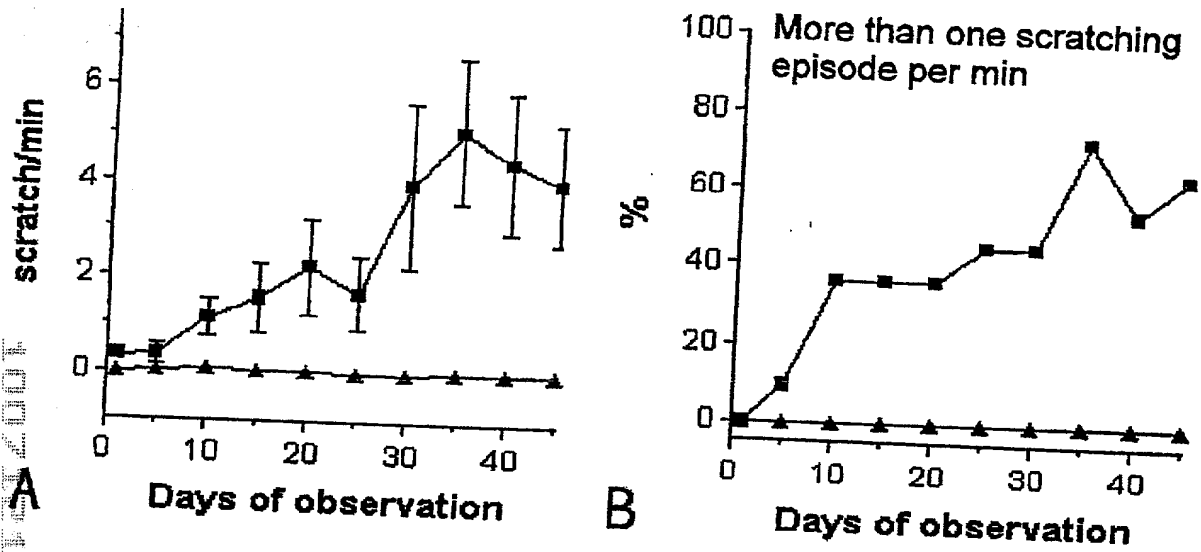 6
4
2
0
scratch/min
0 10 20 30 40
Days of observation
A
More than one scratching
episode per min
100
80
60
40
20
0
%
0 10 20 30 40
Days of observation
B